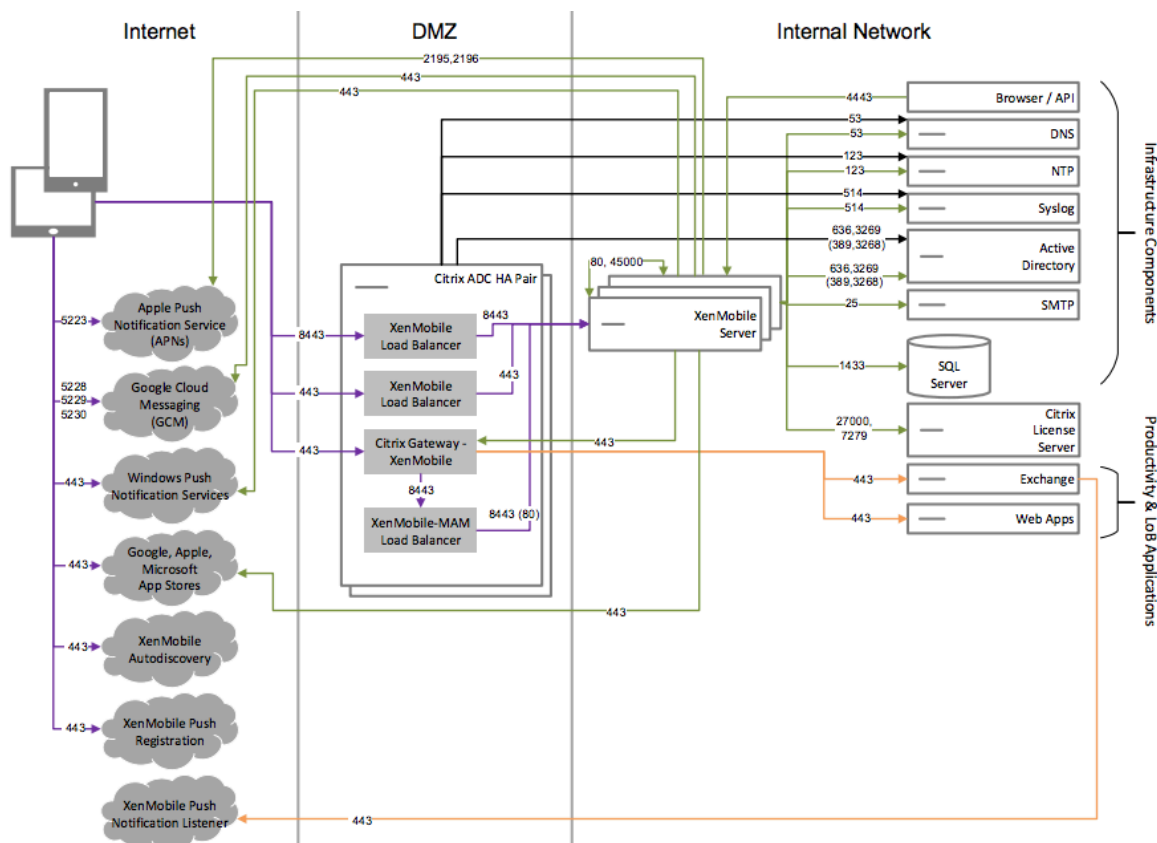 Internet
DMZ
Internal Network
2195,2196
443
443
4443
Browser / API
53
53
DNS
123
123
NTP
514
514
Syslog
636,3269
(389,3268)
636,3269
(389,3268)
Active
Directory
25
SMTP
1433
SQL
Server
27000,
7279
Citrix
License
Server
443
Exchange
443
Web Apps
Infrastructure Components
Productivity & LoB Applications
80, 45000
XenMobile
Server
Citrix ADC HA Pair
8443
XenMobile
Load Balancer
8443
443
XenMobile
Load Balancer
443
443
Citrix Gateway -
XenMobile
443
8443
XenMobile-MAM
Load Balancer
8443 (80)
443
5223
Apple Push
Notification Service
(APNs)
5228
5229
5230
Google Cloud
Messaging
(GCM)
443
Windows Push
Notification Services
443
Google, Apple,
Microsoft
App Stores
443
XenMobile
Autodiscovery
443
XenMobile Push
Registration
XenMobile Push
Notification Listener
443